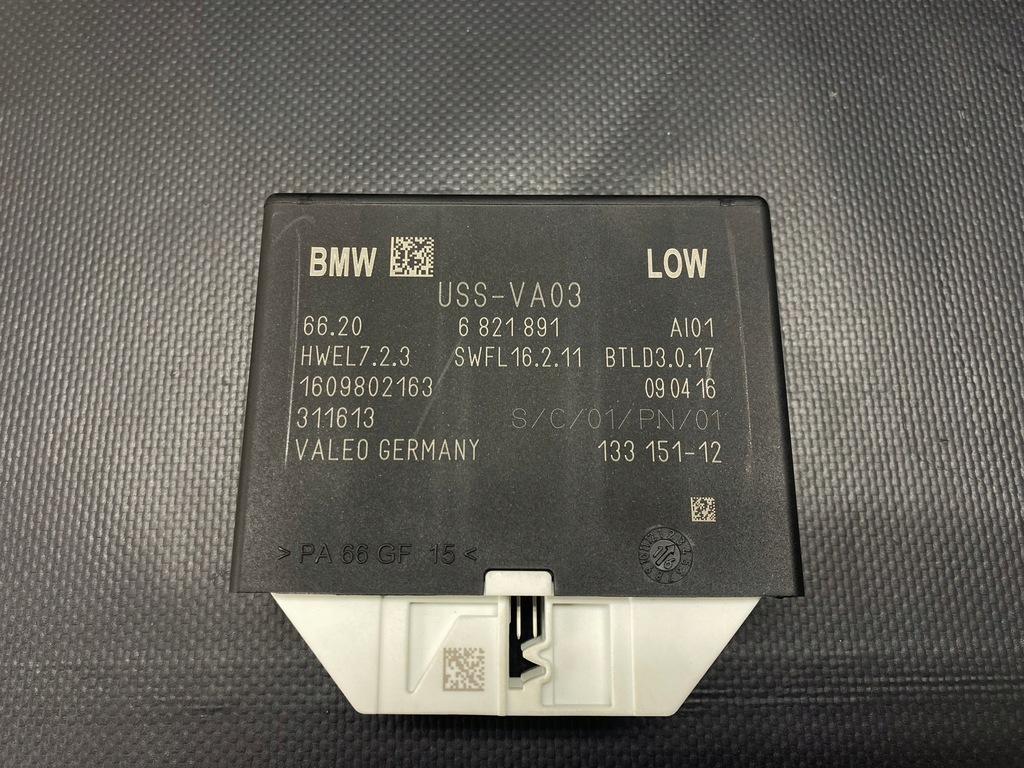 BMW LOW
USS-VA03
66.20 6 821 891 AI01
HWEL7.2.3 SWFL16.2.11 BTLD3.0.17
1609802163 09 04 16
311613 S/C/01/PN/01
VALEO GERMANY 133 151-12
> PA 66 GF 15 <